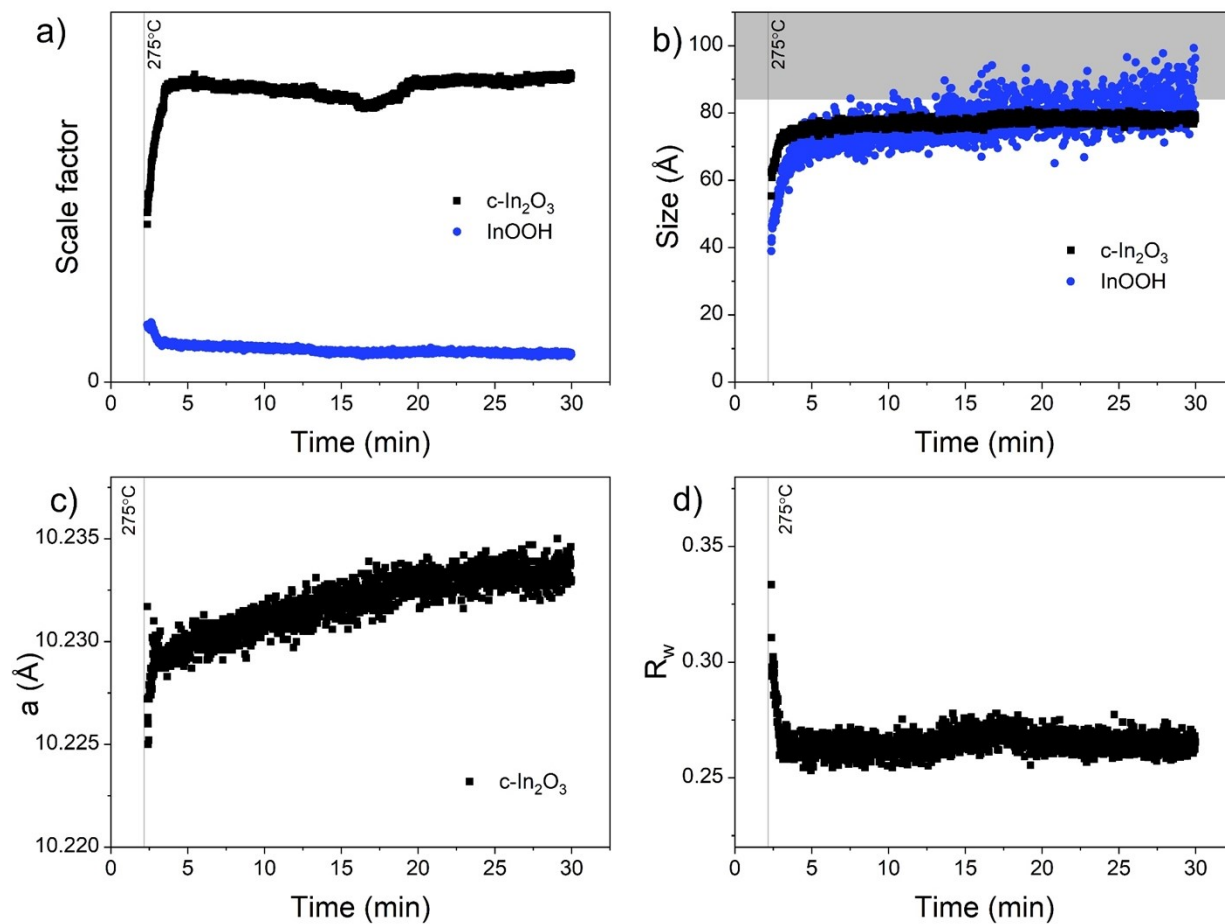 a)
275°C
Scale factor
c-In₂O₃
InOOH
0
0 5 10 15 20 25 30
Time (min)
b)
275°C
Size (Å)
100
80
60
40
20
0
c-In₂O₃
InOOH
0 5 10 15 20 25 30
Time (min)
c)
275°C
a (Å)
10.235
10.230
10.225
10.220
c-In₂O₃
0 5 10 15 20 25 30
Time (min)
d)
275°C
R_w
0.35
0.30
0.25
0 5 10 15 20 25 30
Time (min)